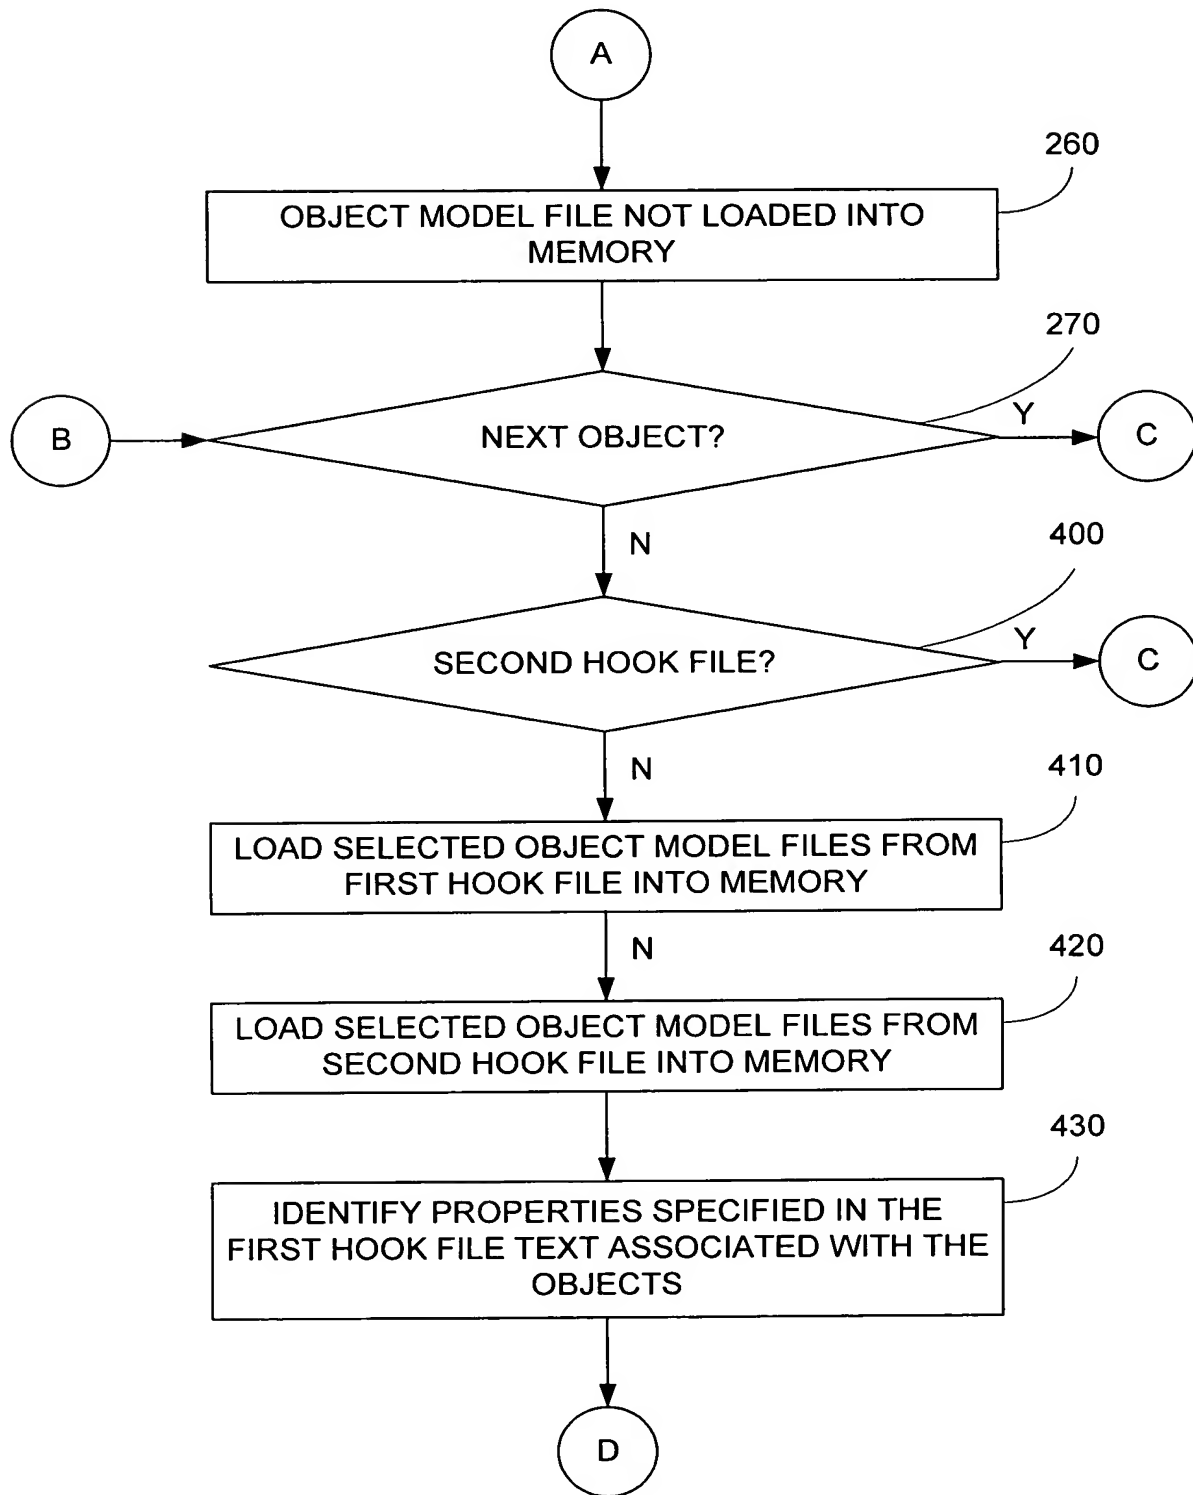 A
260
OBJECT MODEL FILE NOT LOADED INTO
MEMORY
270
B
NEXT OBJECT?
Y
C
N
400
SECOND HOOK FILE?
Y
C
N
410
LOAD SELECTED OBJECT MODEL FILES FROM
FIRST HOOK FILE INTO MEMORY
N
420
LOAD SELECTED OBJECT MODEL FILES FROM
SECOND HOOK FILE INTO MEMORY
430
IDENTIFY PROPERTIES SPECIFIED IN THE
FIRST HOOK FILE TEXT ASSOCIATED WITH THE
OBJECTS
D